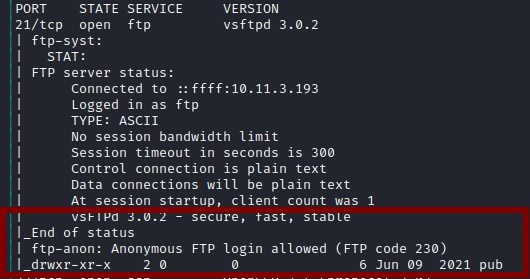 PORT STATE SERVICE VERSION
21/tcp open ftp vsftpd 3.0.2
| ftp-syst:
| STAT:
| FTP server status:
| Connected to ::ffff:10.11.3.193
| Logged in as ftp
| TYPE: ASCII
| No session bandwidth limit
| Session timeout in seconds is 300
| Control connection is plain text
| Data connections will be plain text
| At session startup, client count was 1
| vsFTPd 3.0.2 - secure, fast, stable
|_End of status
| ftp-anon: Anonymous FTP login allowed (FTP code 230)
|_drwxr-xr-x 2 0 0 6 Jun 09 2021 pub